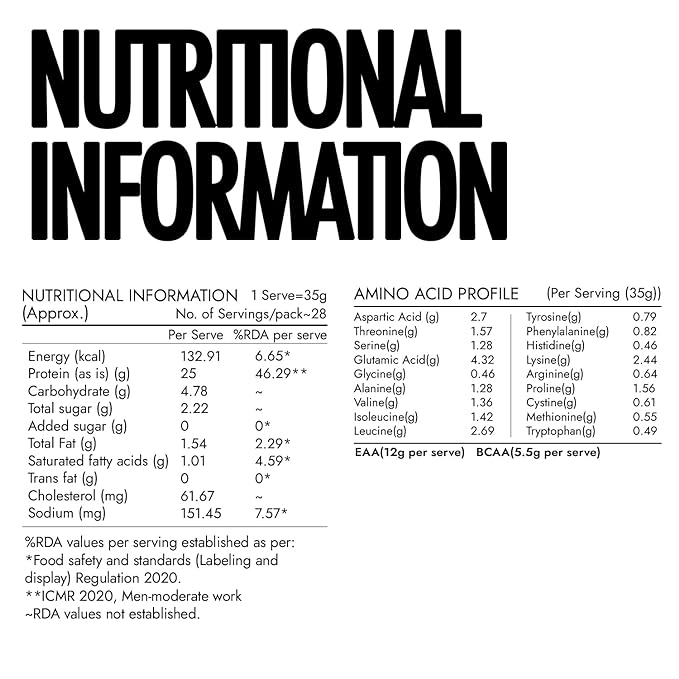 NUTRITIONAL
INFORMATION
NUTRITIONAL INFORMATION 1 Serve=35g
(Approx.) No. of Servings/pack~28
Per Serve %RDA per serve
Energy (kcal) 132.91 6.65*
Protein (as is) (g) 25 46.29**
Carbohydrate (g) 4.78 ~
Total sugar (g) 2.22 ~
Added sugar (g) 0 0*
Total Fat (g) 1.54 2.29*
Saturated fatty acids (g) 1.01 4.59*
Trans fat (g) 0 0*
Cholesterol (mg) 61.67 ~
Sodium (mg) 151.45 7.57*
%RDA values per serving established as per:
*Food safety and standards (Labeling and
display) Regulation 2020.
**ICMR 2020, Men-moderate work
~RDA values not established.
AMINO ACID PROFILE (Per Serving (35g))
Aspartic Acid (g) 2.7 Tyrosine(g) 0.79
Threonine(g) 1.57 Phenylalanine(g) 0.82
Serine(g) 1.28 Histidine(g) 0.46
Glutamic Acid(g) 4.32 Lysine(g) 2.44
Glycine(g) 0.46 Arginine(g) 0.64
Alanine(g) 1.28 Proline(g) 1.56
Valine(g) 1.36 Cystine(g) 0.61
Isoleucine(g) 1.42 Methionine(g) 0.55
Leucine(g) 2.69 Tryptophan(g) 0.49
EAA(12g per serve) BCAA(5.5g per serve)